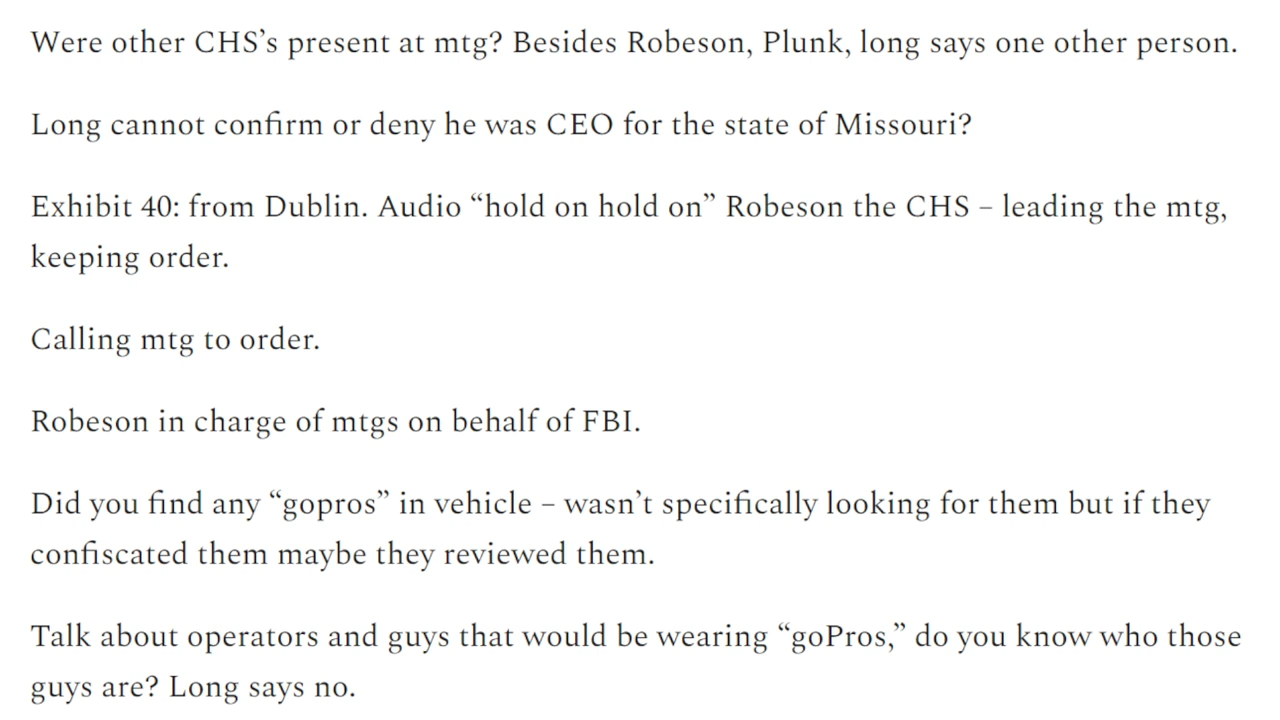 Were other CHS’s present at mtg? Besides Robeson, Plunk, long says one other person.
Long cannot confirm or deny he was CEO for the state of Missouri?
Exhibit 40: from Dublin. Audio “hold on hold on” Robeson the CHS – leading the mtg,
keeping order.
Calling mtg to order.
Robeson in charge of mtgs on behalf of FBI.
Did you find any “gopros” in vehicle – wasn’t specifically looking for them but if they
confiscated them maybe they reviewed them.
Talk about operators and guys that would be wearing “goPros,” do you know who those
guys are? Long says no.